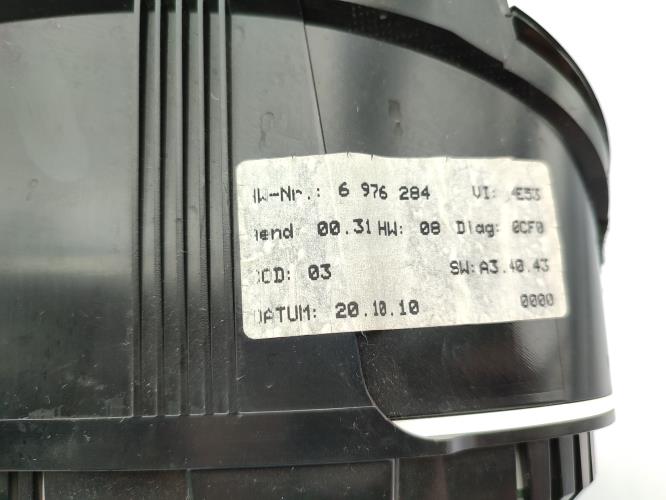 W-Nr.: 6 976 284 VI: 4E53
Aend 00.31 HW: 08 Diag: 0CF0
CD: 03 SW: A3.40.43
DATUM: 20.10.10 0000